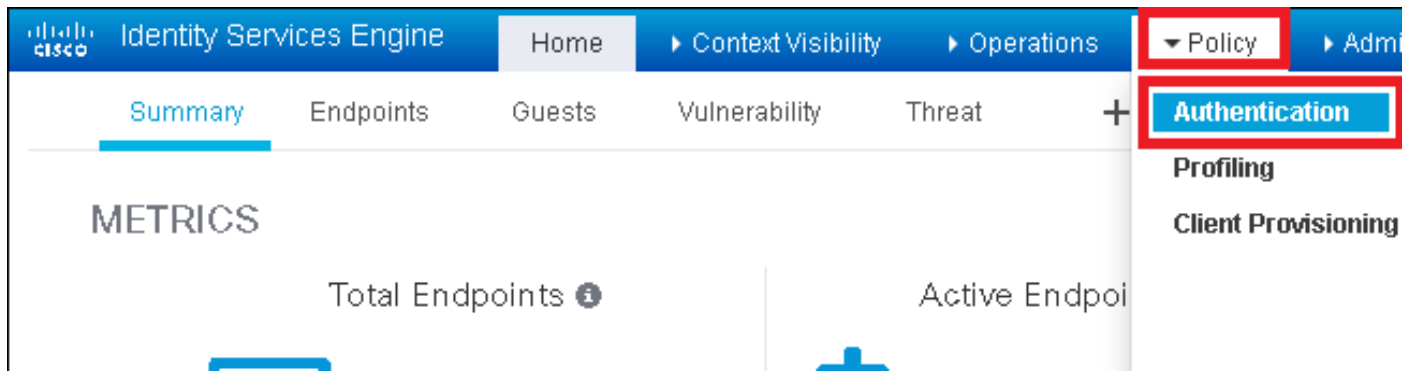 cisco Identity Services Engine Home Context Visibility Operations Policy Admi
Summary Endpoints Guests Vulnerability Threat + Authentication
Profiling
METRICS
Client Provisioning
Total Endpoints Active Endpoi